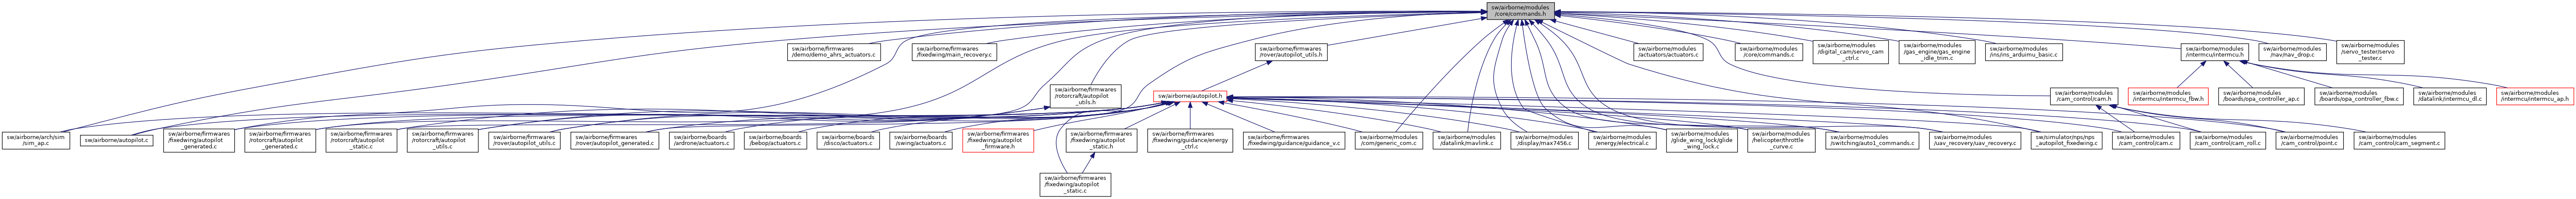 sw/airborne/modules
/core/commands.h
sw/airborne/firmwares
/demo/demo_ahrs_actuators.c
sw/airborne/firmwares
/fixedwing/main_recovery.c
sw/airborne/firmwares
/rover/autopilot_utils.h
sw/airborne/modules
/actuators/actuators.c
sw/airborne/modules
/core/commands.c
sw/airborne/modules
/digital_cam/servo_cam
_ctrl.c
sw/airborne/modules
/gas_engine/gas_engine
_idle_trim.c
sw/airborne/modules
/ins/ins_arduimu_basic.c
sw/airborne/modules
/intermcu/intermcu.h
sw/airborne/modules
/nav/nav_drop.c
sw/airborne/modules
/servo_tester/servo
_tester.c
sw/airborne/firmwares
/rotorcraft/autopilot
_utils.h
sw/airborne/autopilot.h
sw/airborne/modules
/cam_control/cam.h
sw/airborne/modules
/intermcu/intermcu_fbw.h
sw/airborne/modules
/boards/opa_controller_ap.c
sw/airborne/modules
/boards/opa_controller_fbw.c
sw/airborne/modules
/datalink/intermcu_dl.c
sw/airborne/modules
/intermcu/intermcu_ap.h
sw/airborne/arch/sim
/sim_ap.c
sw/airborne/autopilot.c
sw/airborne/firmwares
/fixedwing/autopilot
_generated.c
sw/airborne/firmwares
/rotorcraft/autopilot
_generated.c
sw/airborne/firmwares
/rotorcraft/autopilot
_static.c
sw/airborne/firmwares
/rotorcraft/autopilot
_utils.c
sw/airborne/firmwares
/rover/autopilot_utils.c
sw/airborne/firmwares
/rover/autopilot_generated.c
sw/airborne/boards
/ardrone/actuators.c
sw/airborne/boards
/bebop/actuators.c
sw/airborne/boards
/disco/actuators.c
sw/airborne/boards
/swing/actuators.c
sw/airborne/firmwares
/fixedwing/autopilot
_firmware.h
sw/airborne/firmwares
/fixedwing/autopilot
_static.h
sw/airborne/firmwares
/fixedwing/guidance/energy
_ctrl.c
sw/airborne/firmwares
/fixedwing/guidance/guidance_v.c
sw/airborne/modules
/com/generic_com.c
sw/airborne/modules
/datalink/mavlink.c
sw/airborne/modules
/display/max7456.c
sw/airborne/modules
/energy/electrical.c
sw/airborne/modules
/glide_wing_lock/glide
_wing_lock.c
sw/airborne/modules
/helicopter/throttle
_curve.c
sw/airborne/modules
/switching/auto1_commands.c
sw/airborne/modules
/uav_recovery/uav_recovery.c
sw/simulator/nps/nps
_autopilot_fixedwing.c
sw/airborne/modules
/cam_control/cam.c
sw/airborne/modules
/cam_control/cam_roll.c
sw/airborne/modules
/cam_control/point.c
sw/airborne/modules
/cam_control/cam_segment.c
sw/airborne/firmwares
/fixedwing/autopilot
_static.c